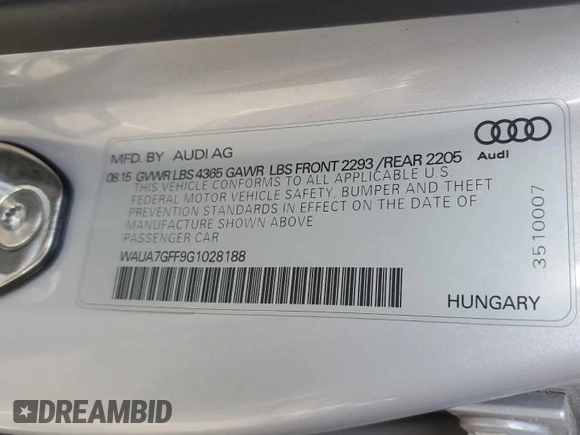 MFD. BY AUDI AG
08 15 GVWR LBS 4365 GAWR LBS FRONT 2293 /REAR 2205
THIS VEHICLE CONFORMS TO ALL APPLICABLE U.S.
FEDERAL MOTOR VEHICLE SAFETY, BUMPER AND THEFT
PREVENTION STANDARDS IN EFFECT ON THE DATE OF
MANUFACTURE SHOWN ABOVE
PASSENGER CAR
WAUA7GFF9G1028188
Audi
3510007
HUNGARY
DREAMBID